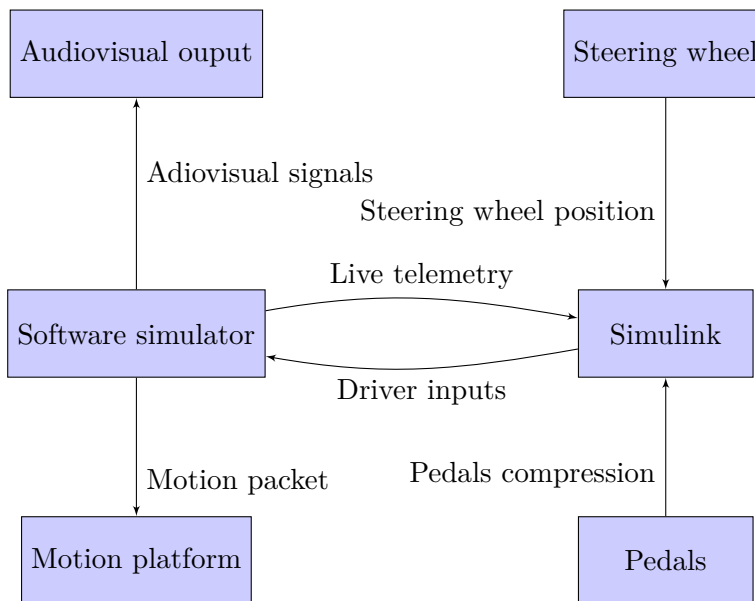 Audiovisual ouput
Steering wheel
Adiovisual signals
Steering wheel position
Live telemetry
Software simulator
Simulink
Driver inputs
Motion packet
Pedals compression
Motion platform
Pedals